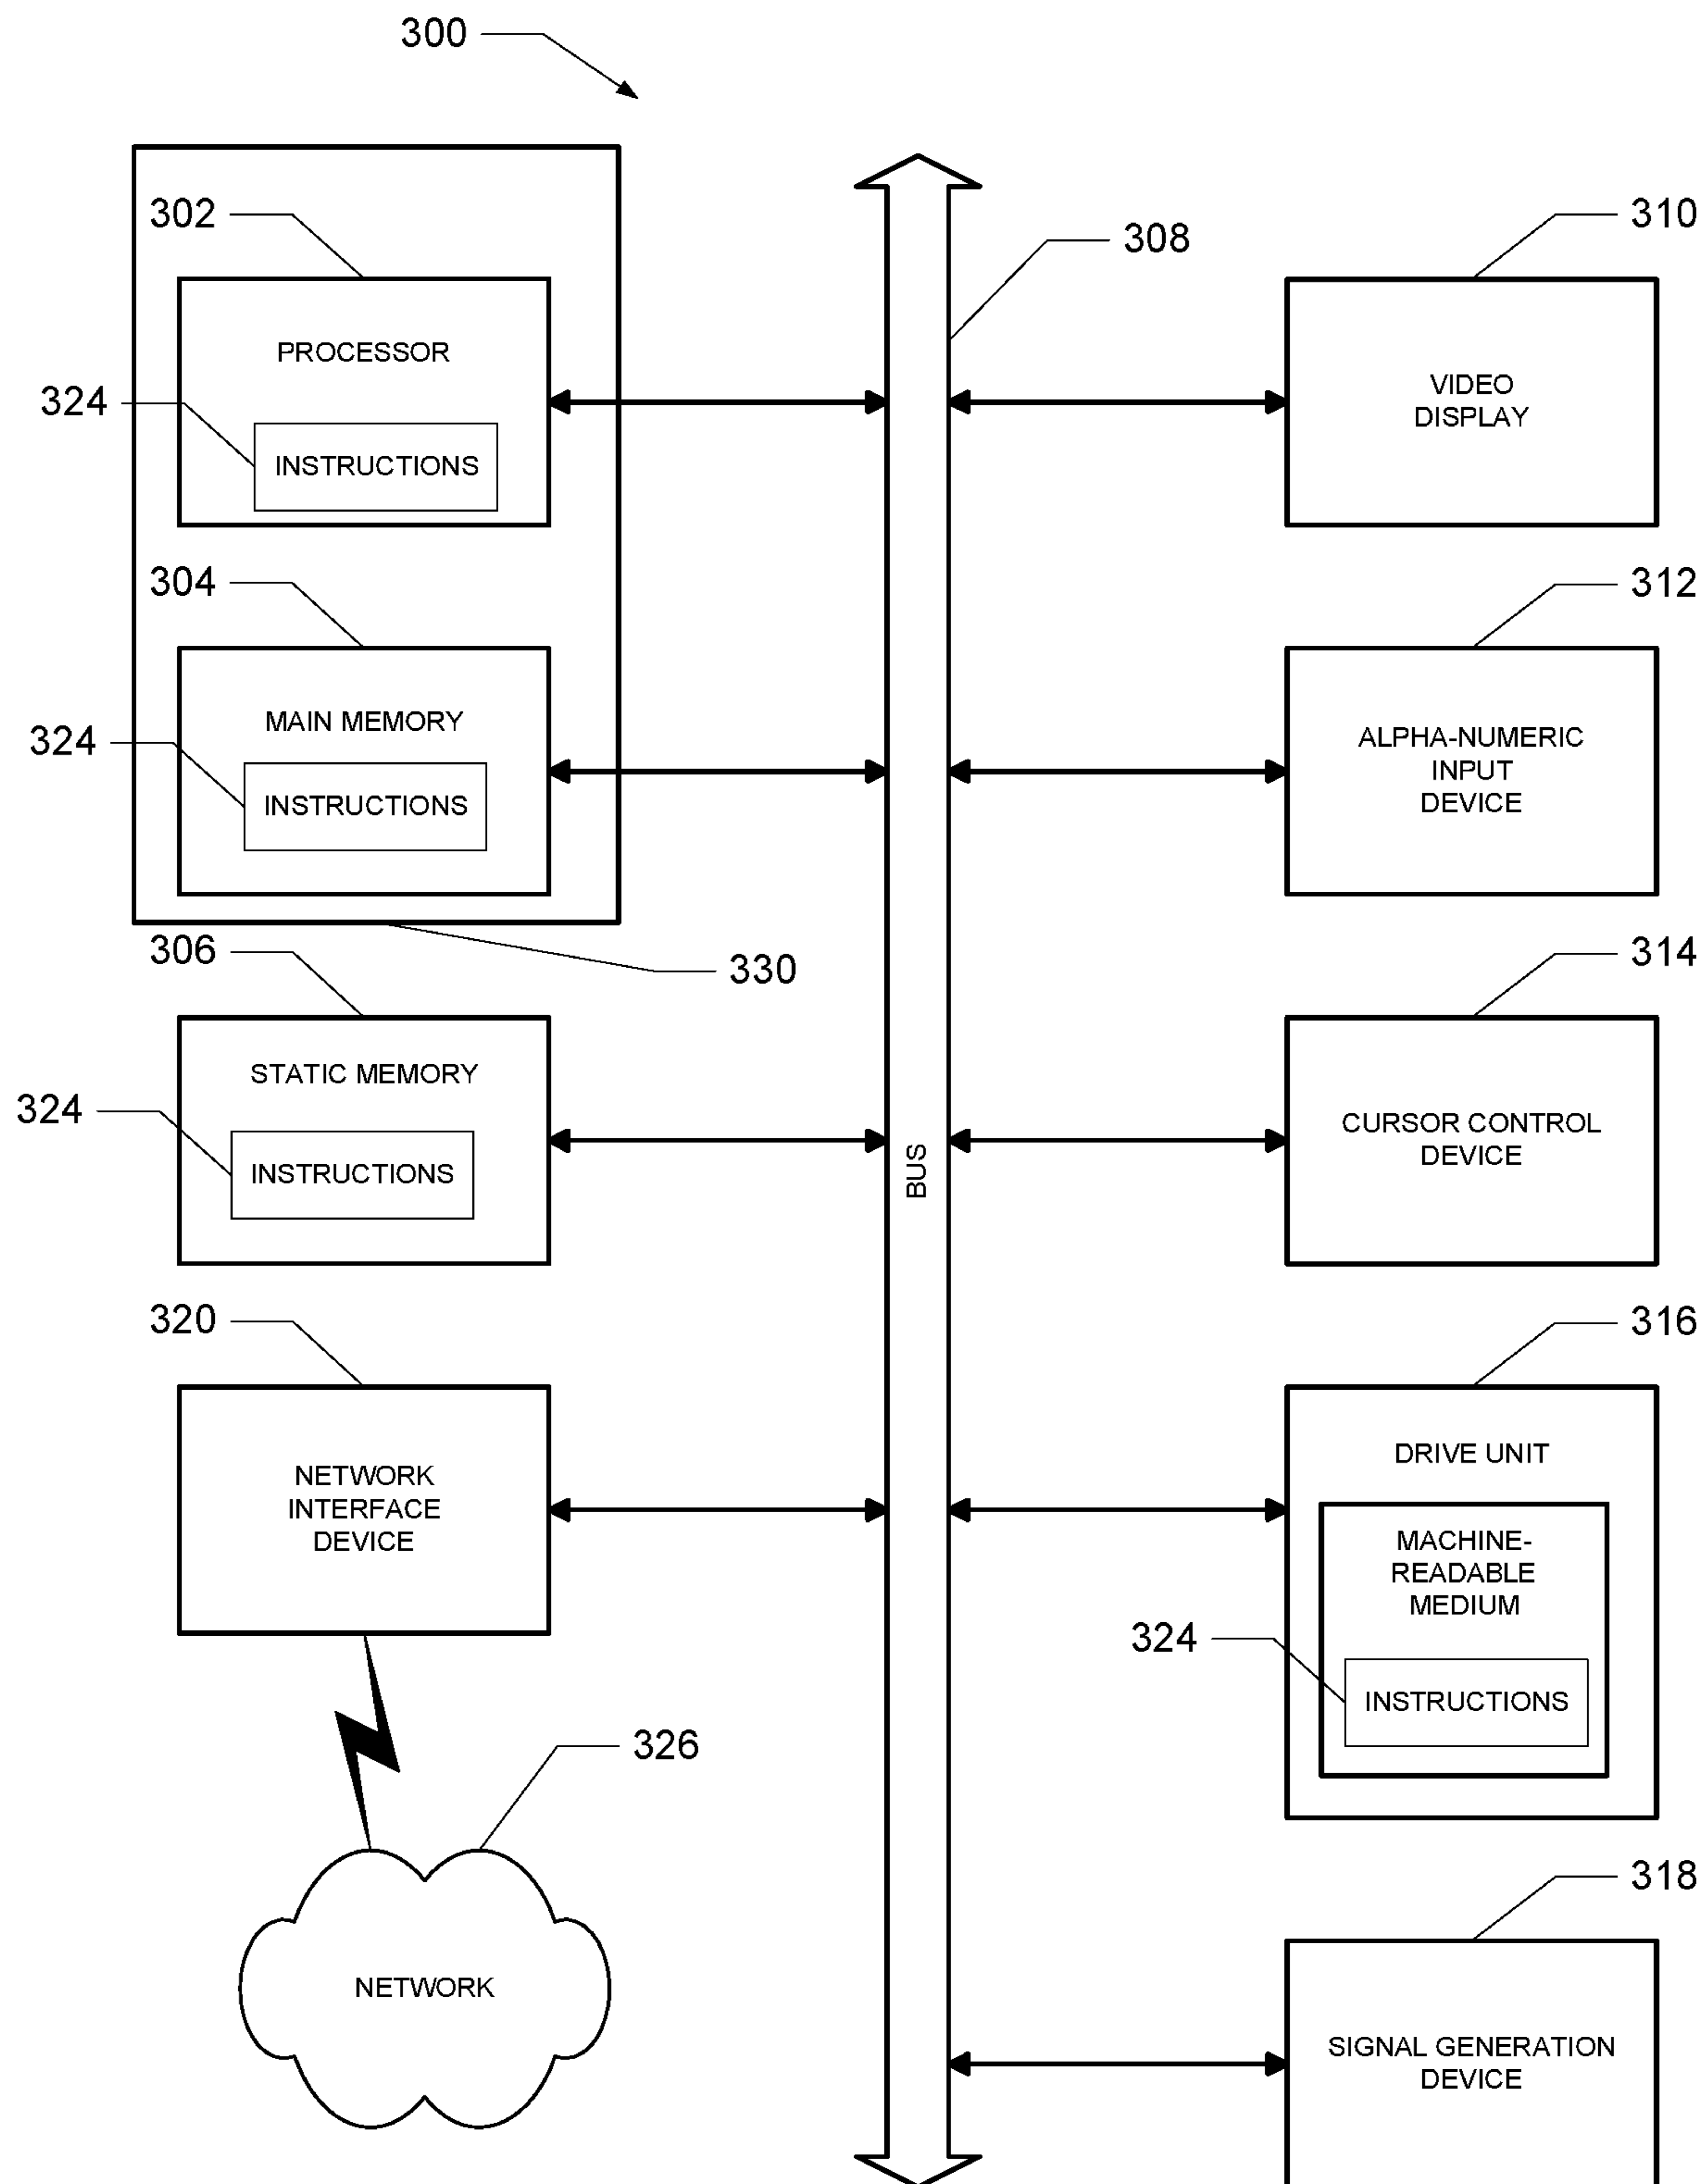 300
302
PROCESSOR
324
INSTRUCTIONS
304
MAIN MEMORY
324
INSTRUCTIONS
330
306
STATIC MEMORY
324
INSTRUCTIONS
320
NETWORK
INTERFACE
DEVICE
326
NETWORK
308
BUS
310
VIDEO
DISPLAY
312
ALPHA-NUMERIC
INPUT
DEVICE
314
CURSOR CONTROL
DEVICE
316
DRIVE UNIT
MACHINE-
READABLE
MEDIUM
324
INSTRUCTIONS
318
SIGNAL GENERATION
DEVICE